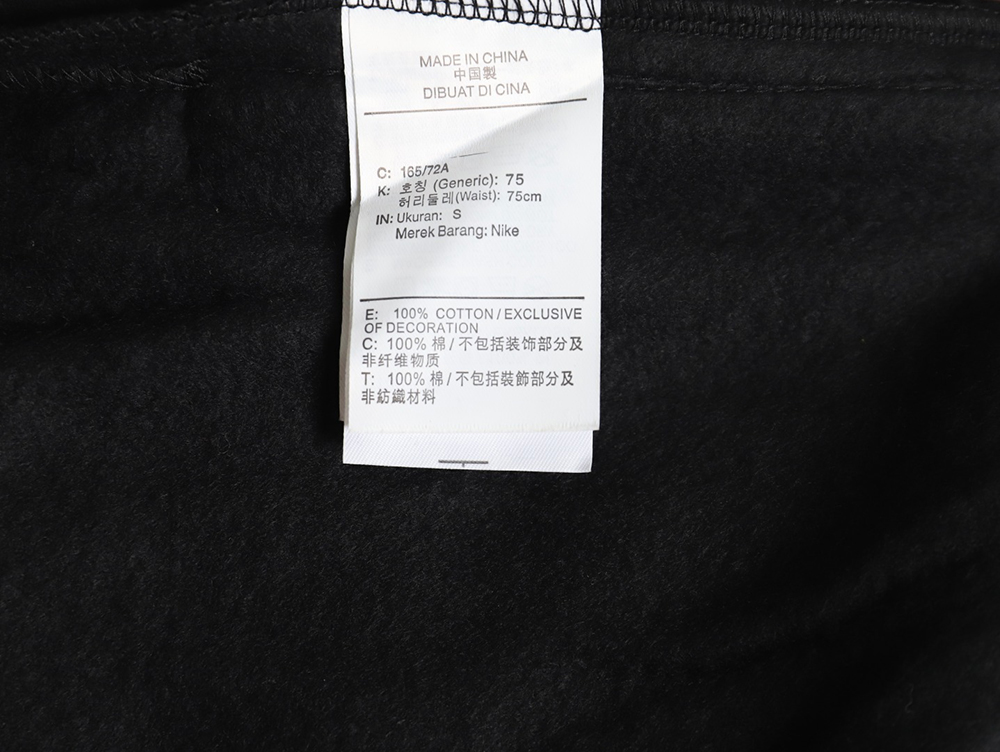 MADE IN CHINA
中国製
DIBUAT DI CINA
C: 165/72A
K: 호칭 (Generic): 75
허리둘레(Waist): 75cm
IN: Ukuran: S
Merek Barang: Nike
E: 100% COTTON / EXCLUSIVE
OF DECORATION
C: 100% 棉 / 不包括装饰部分及
非纤维物质
T: 100% 棉 / 不包括裝飾部分及
非紡織材料